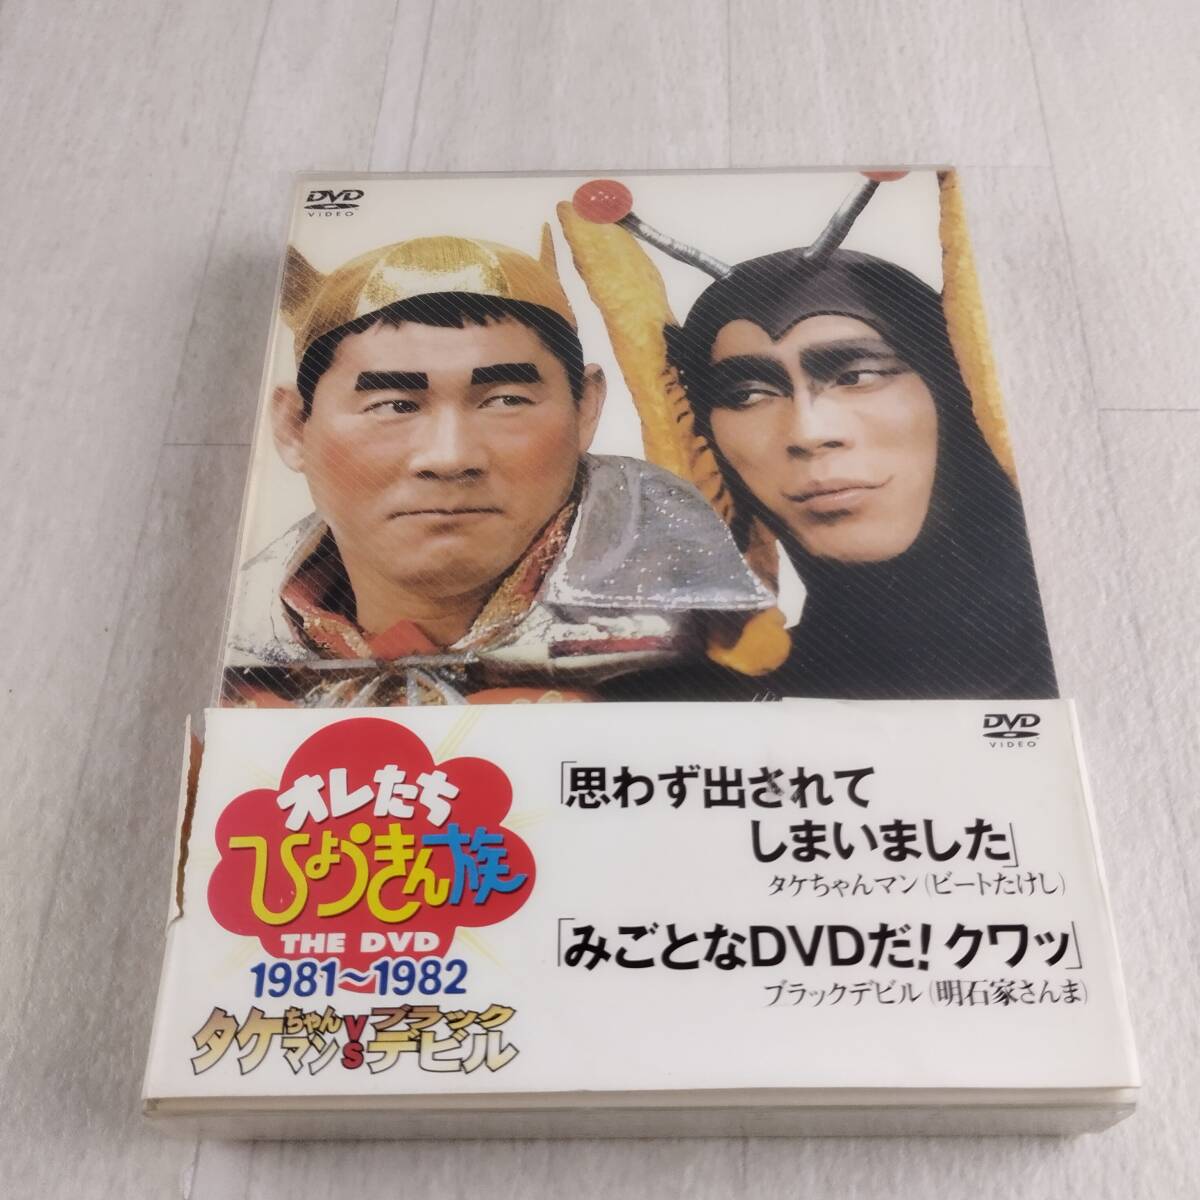 DVD
VIDEO
オレたち
ひょうきん族
THE DVD
1981〜1982
タケちゃんマンVSブラックデビル
DVD
VIDEO
「思わず出されて
しまいました」
タケちゃんマン(ビートたけし)
「みごとなDVDだ!クワッ」
ブラックデビル(明石家さんま)